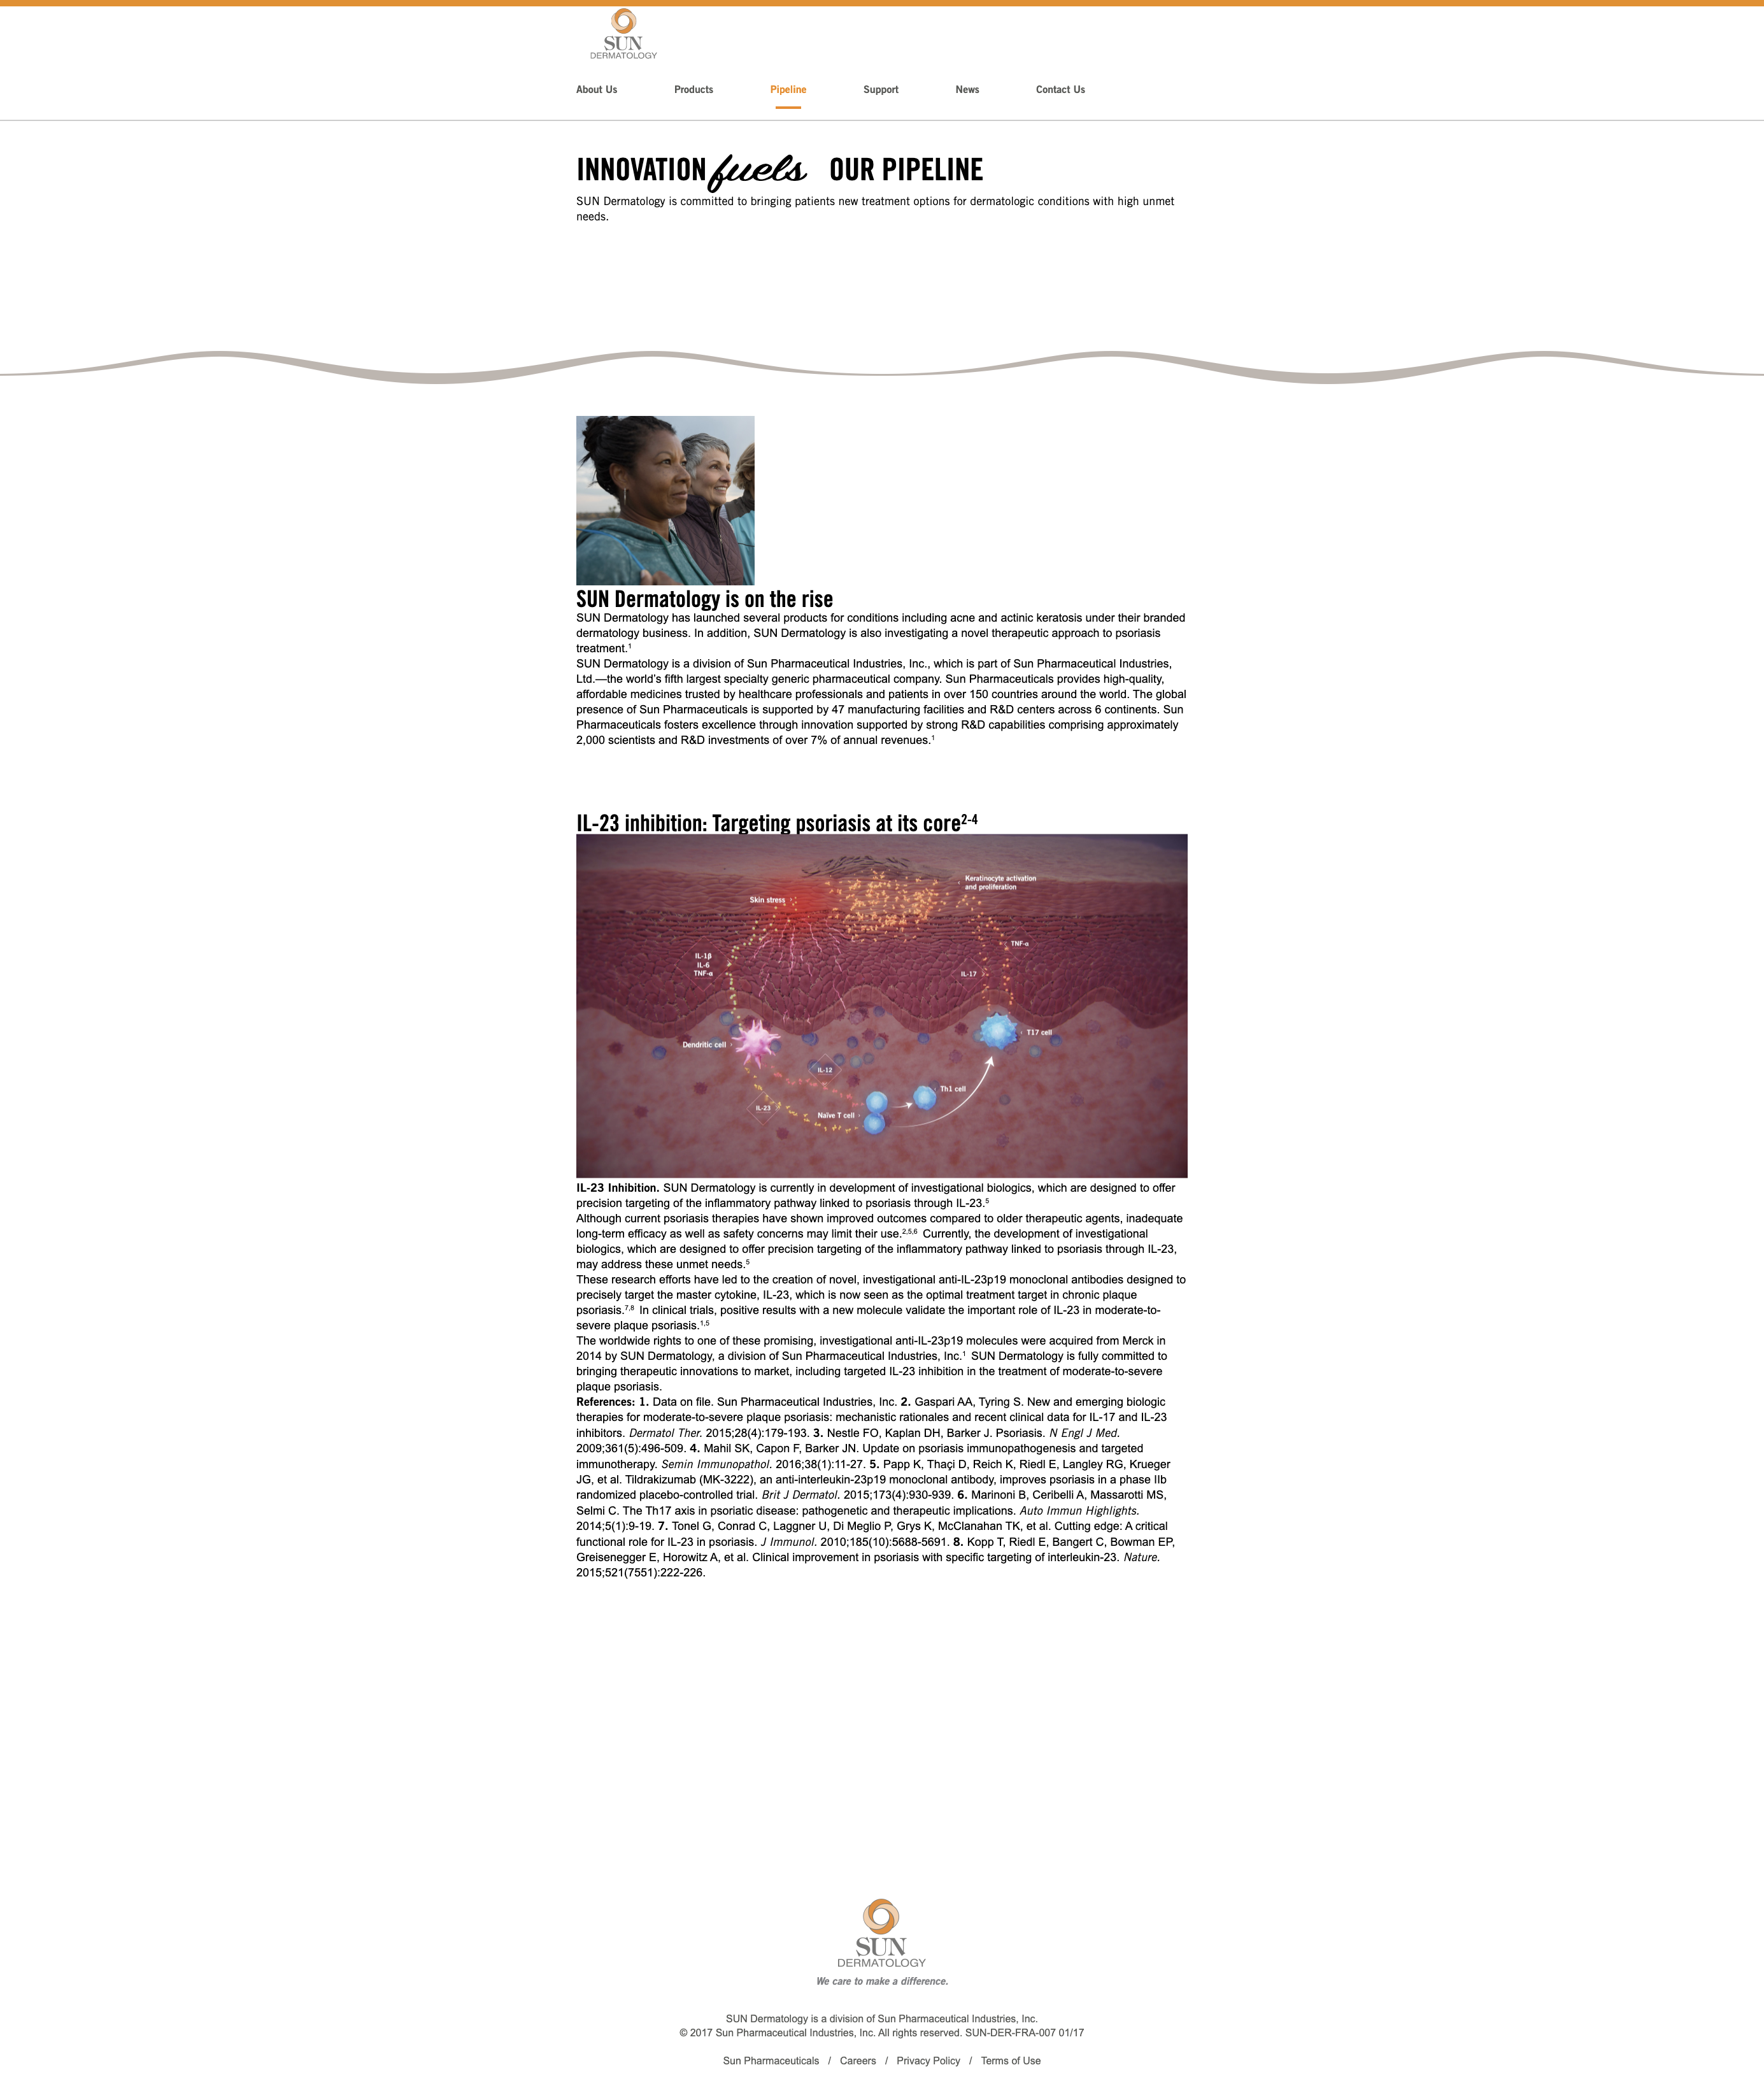 SUN
DERMATOLOGY
About Us Products Pipeline Support News Contact Us
INNOVATION fuels OUR PIPELINE
SUN Dermatology is committed to bringing patients new treatment options for dermatologic conditions with high unmet
needs.
SUN Dermatology is on the rise
SUN Dermatology has launched several products for conditions including acne and actinic keratosis under their branded
dermatology business. In addition, SUN Dermatology is also investigating a novel therapeutic approach to psoriasis
treatment.1
SUN Dermatology is a division of Sun Pharmaceutical Industries, Inc., which is part of Sun Pharmaceutical Industries,
Ltd.—the world's fifth largest specialty generic pharmaceutical company. Sun Pharmaceuticals provides high-quality,
affordable medicines trusted by healthcare professionals and patients in over 150 countries around the world. The global
presence of Sun Pharmaceuticals is supported by 47 manufacturing facilities and R&D centers across 6 continents. Sun
Pharmaceuticals fosters excellence through innovation supported by strong R&D capabilities comprising approximately
2,000 scientists and R&D investments of over 7% of annual revenues.1
IL-23 inhibition: Targeting psoriasis at its core2-4
Keratinocyte activation
and proliferation
Skin stress
TNF-α
IL-1β
IL-6
TNF-α
IL-17
T17 cell
Dendritic cell
IL-12
Th1 cell
IL-23
Naïve T cell
IL-23 Inhibition. SUN Dermatology is currently in development of investigational biologics, which are designed to offer
precision targeting of the inflammatory pathway linked to psoriasis through IL-23.5
Although current psoriasis therapies have shown improved outcomes compared to older therapeutic agents, inadequate
long-term efficacy as well as safety concerns may limit their use.2,5,6 Currently, the development of investigational
biologics, which are designed to offer precision targeting of the inflammatory pathway linked to psoriasis through IL-23,
may address these unmet needs.5
These research efforts have led to the creation of novel, investigational anti-IL-23p19 monoclonal antibodies designed to
precisely target the master cytokine, IL-23, which is now seen as the optimal treatment target in chronic plaque
psoriasis.7,8 In clinical trials, positive results with a new molecule validate the important role of IL-23 in moderate-to-
severe plaque psoriasis.1,5
The worldwide rights to one of these promising, investigational anti-IL-23p19 molecules were acquired from Merck in
2014 by SUN Dermatology, a division of Sun Pharmaceutical Industries, Inc.1 SUN Dermatology is fully committed to
bringing therapeutic innovations to market, including targeted IL-23 inhibition in the treatment of moderate-to-severe
plaque psoriasis.
References: 1. Data on file. Sun Pharmaceutical Industries, Inc. 2. Gaspari AA, Tyring S. New and emerging biologic
therapies for moderate-to-severe plaque psoriasis: mechanistic rationales and recent clinical data for IL-17 and IL-23
inhibitors. Dermatol Ther. 2015;28(4):179-193. 3. Nestle FO, Kaplan DH, Barker J. Psoriasis. N Engl J Med.
2009;361(5):496-509. 4. Mahil SK, Capon F, Barker JN. Update on psoriasis immunopathogenesis and targeted
immunotherapy. Semin Immunopathol. 2016;38(1):11-27. 5. Papp K, Thaçi D, Reich K, Riedl E, Langley RG, Krueger
JG, et al. Tildrakizumab (MK-3222), an anti-interleukin-23p19 monoclonal antibody, improves psoriasis in a phase IIb
randomized placebo-controlled trial. Brit J Dermatol. 2015;173(4):930-939. 6. Marinoni B, Ceribelli A, Massarotti MS,
Selmi C. The Th17 axis in psoriatic disease: pathogenetic and therapeutic implications. Auto Immun Highlights.
2014;5(1):9-19. 7. Tonel G, Conrad C, Laggner U, Di Meglio P, Grys K, McClanahan TK, et al. Cutting edge: A critical
functional role for IL-23 in psoriasis. J Immunol. 2010;185(10):5688-5691. 8. Kopp T, Riedl E, Bangert C, Bowman EP,
Greisenegger E, Horowitz A, et al. Clinical improvement in psoriasis with specific targeting of interleukin-23. Nature.
2015;521(7551):222-226.
SUN
DERMATOLOGY
We care to make a difference.
SUN Dermatology is a division of Sun Pharmaceutical Industries, Inc.
© 2017 Sun Pharmaceutical Industries, Inc. All rights reserved. SUN-DER-FRA-007 01/17
Sun Pharmaceuticals / Careers / Privacy Policy / Terms of Use